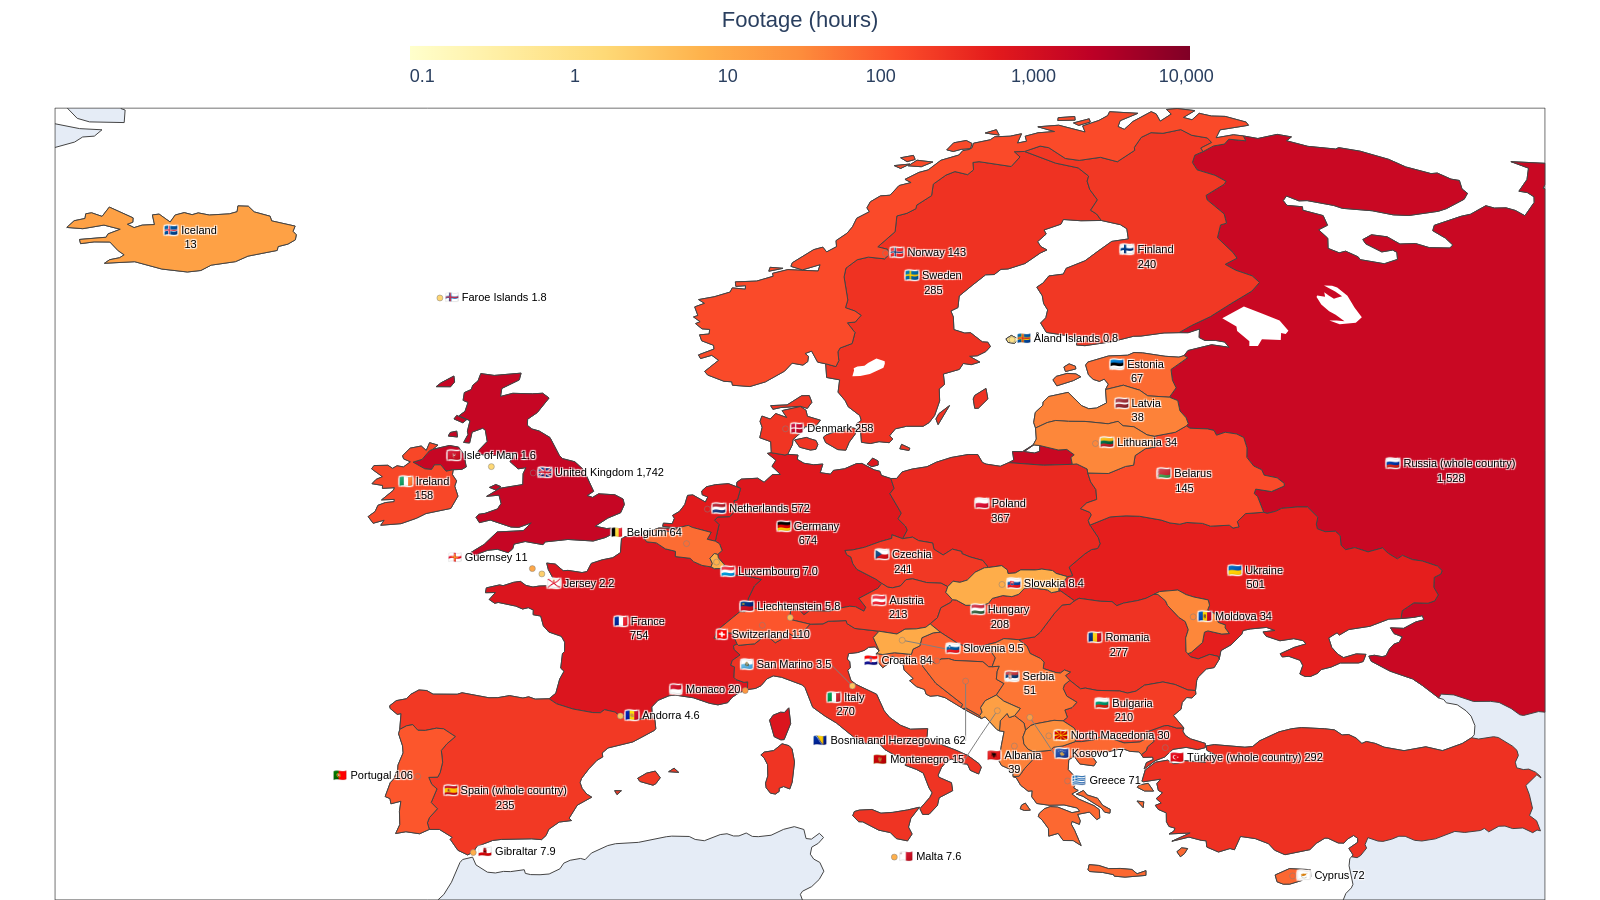 Footage (hours)
0.1 1 10 100 1,000 10,000
Iceland
13
Norway 143
Finland
240
Sweden
285
Faroe Islands 1.8
Åland Islands 0.8
Estonia
67
Latvia
38
Denmark 258
Lithuania 34
Isle of Man 1.6
United Kingdom 1,742
Russia (whole country)
1,528
Ireland
158
Belarus
145
Poland
367
Netherlands 572
Germany
674
Belgium 64
Guernsey 11
Czechia
241
Luxembourg 7.0
Ukraine
501
Jersey 2.2
Slovakia 8.4
Austria
213
Liechtenstein 5.8
Hungary
208
Moldova 34
France
754
Switzerland 110
Romania
277
Slovenia 9.5
Croatia 84
San Marino 3.5
Serbia
51
Monaco 20
Italy
270
Bulgaria
210
Andorra 4.6
North Macedonia 30
Bosnia and Herzegovina 62
Kosovo 17
Albania
39
Montenegro 15
Türkiye (whole country) 292
Portugal 106
Greece 71
Spain (whole country)
235
Gibraltar 7.9
Malta 7.6
Cyprus 72